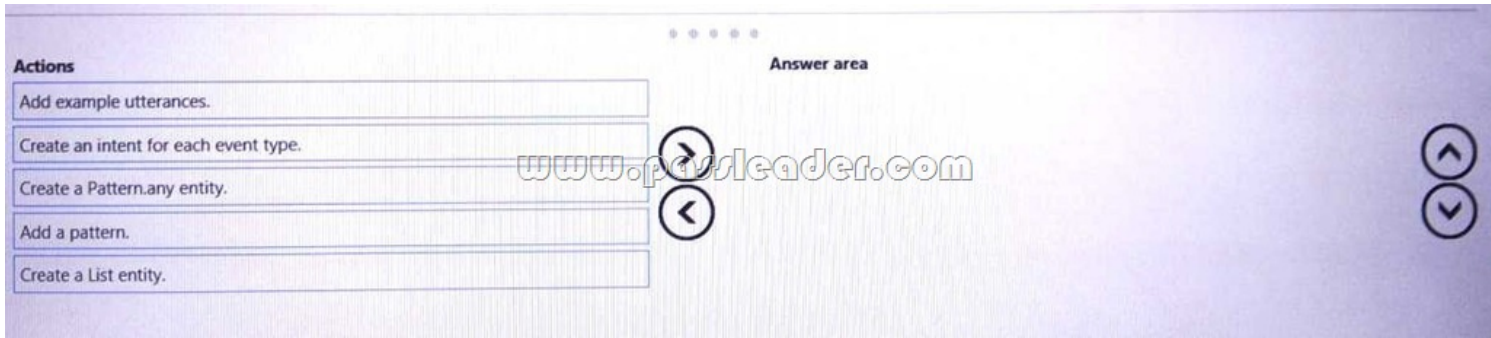 Actions
Answer area
Add example utterances.
Create an intent for each event type.
www.passleader.com
Create a Pattern.any entity.
Add a pattern.
Create a List entity.